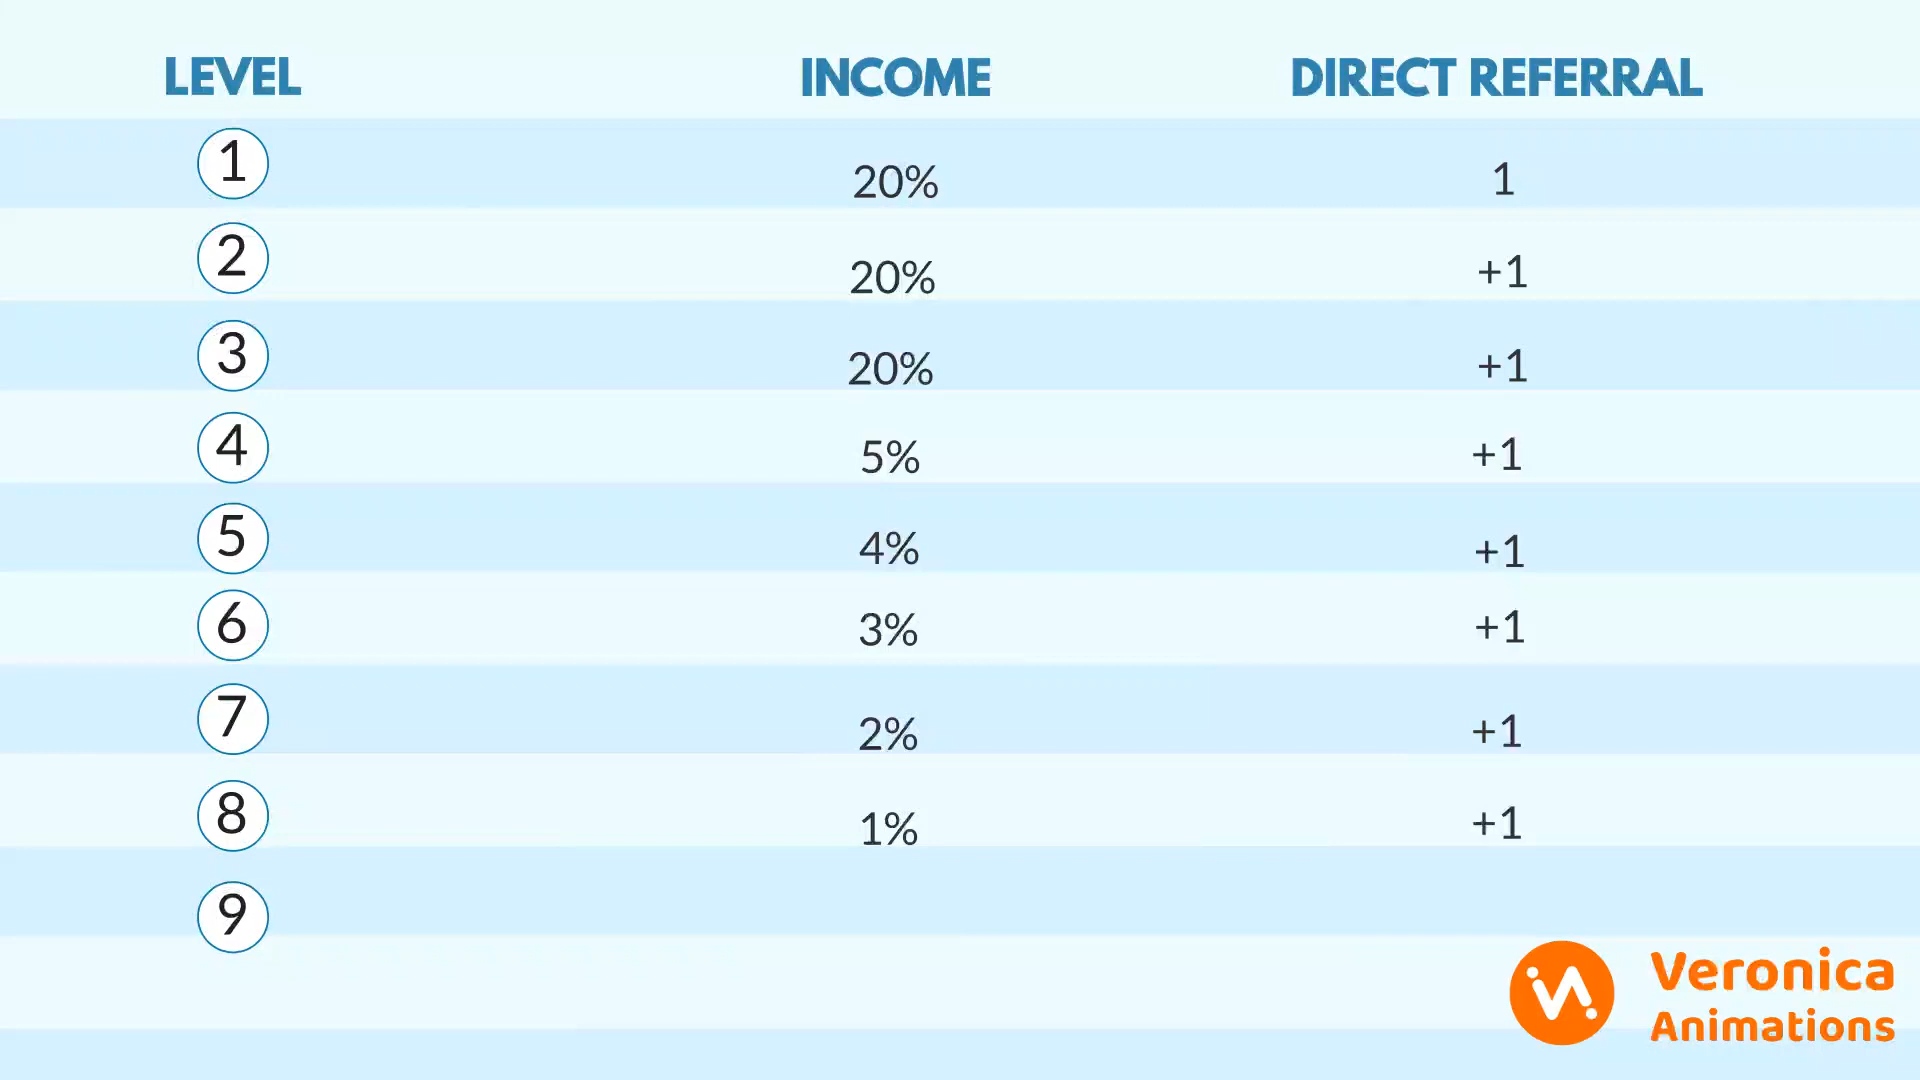 LEVEL INCOME DIRECT REFERRAL
1 20% 1
2 20% +1
3 20% +1
4 5% +1
5 4% +1
6 3% +1
7 2% +1
8 1% +1
9
Veronica
Animations